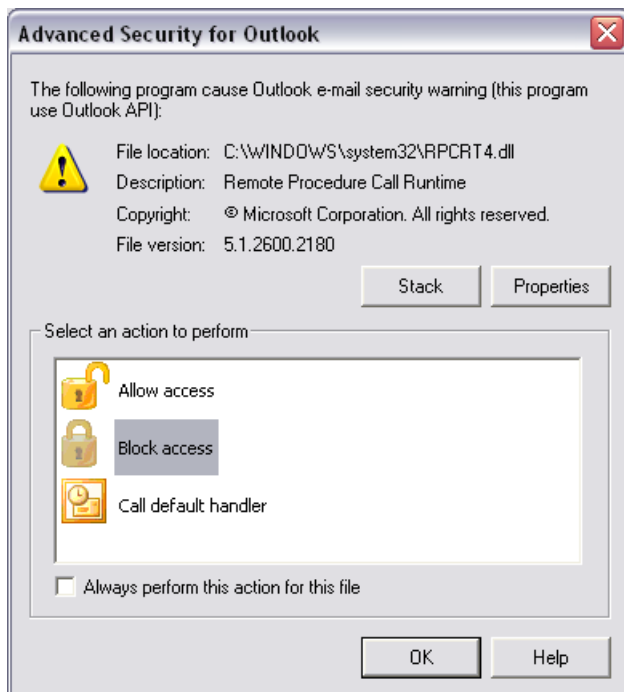 Advanced Security for Outlook
The following program cause Outlook e-mail security warning (this program
use Outlook API):
File location: C:\WINDOWS\system32\RPCRT4.dll
Description: Remote Procedure Call Runtime
Copyright: © Microsoft Corporation. All rights reserved.
File version: 5.1.2600.2180
Stack Properties
Select an action to perform
Allow access
Block access
Call default handler
Always perform this action for this file
OK Help